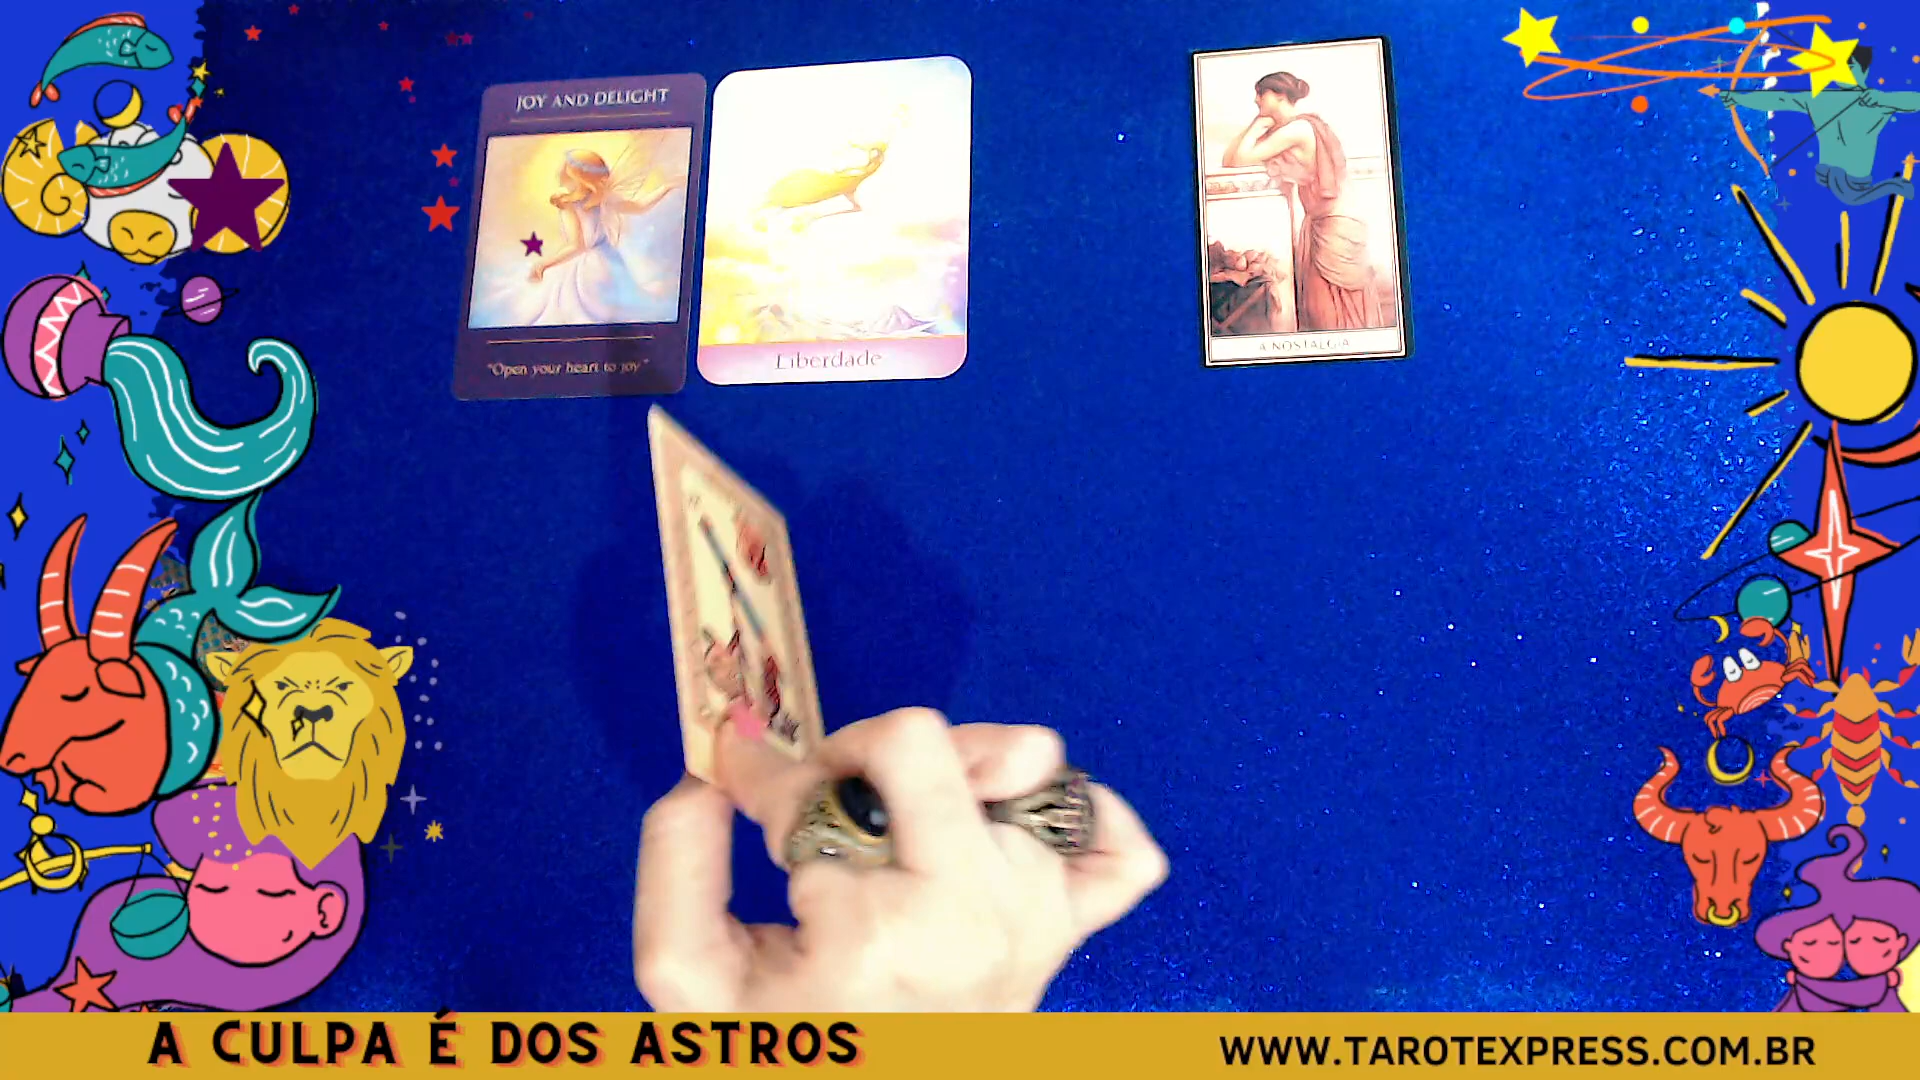 JOY AND DELIGHT
"Open your heart to joy"
Liberdade
A NOSTALGIA
A CULPA É DOS ASTROS
WWW.TAROTEXPRESS.COM.BR